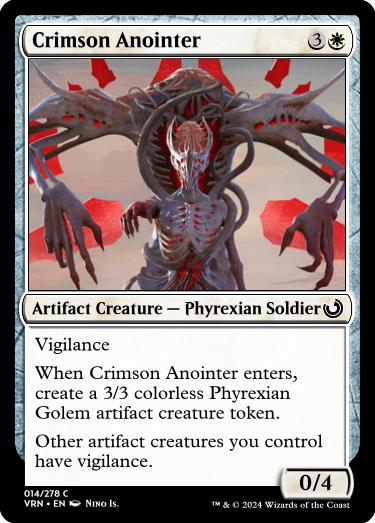 Crimson Anointer 3
Artifact Creature — Phyrexian Soldier
Vigilance
When Crimson Anointer enters,
create a 3/3 colorless Phyrexian
Golem artifact creature token.
Other artifact creatures you control
have vigilance.
0/4
014/278 C
VRN • EN Nino Is.
™ & © 2024 Wizards of the Coast